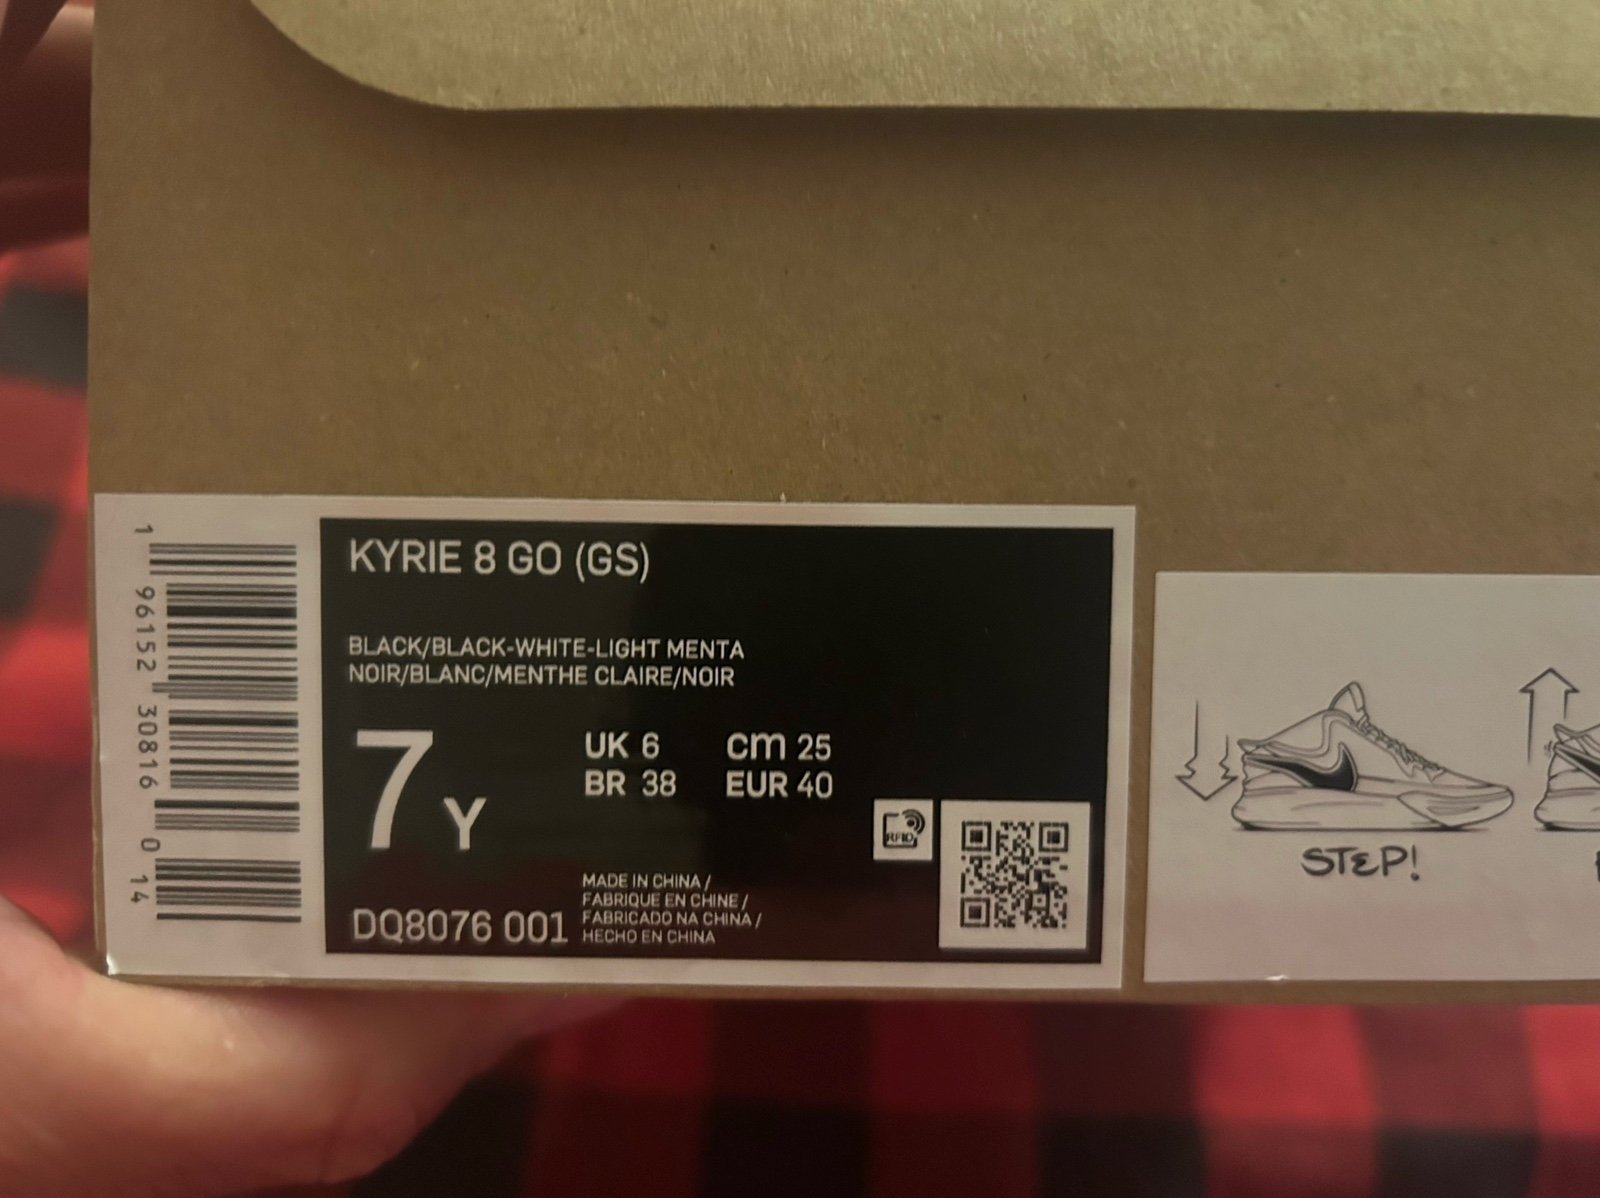 1 96152 30816 0 14
KYRIE 8 GO (GS)
BLACK/BLACK-WHITE-LIGHT MENTA
NOIR/BLANC/MENTHE CLAIRE/NOIR
7 Y
UK 6 cm 25
BR 38 EUR 40
RFID
DQ8076 001
MADE IN CHINA /
FABRIQUE EN CHINE /
FABRICADO NA CHINA /
HECHO EN CHINA
STEP!